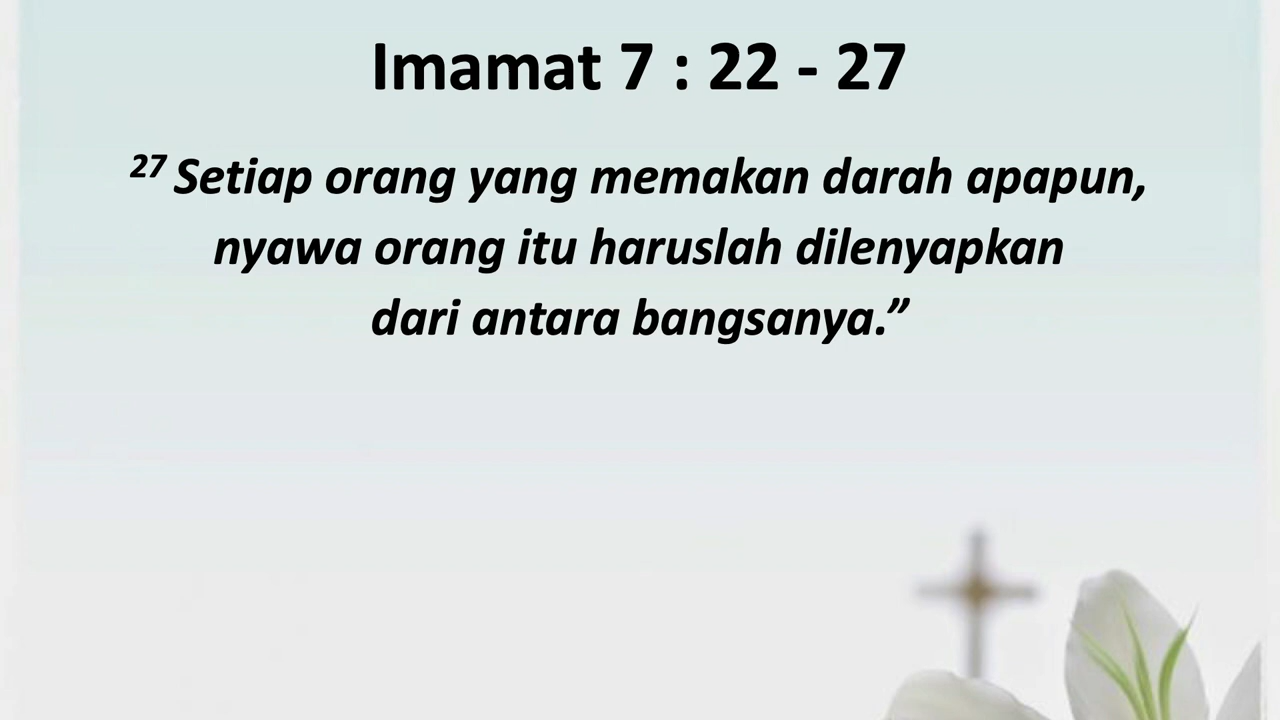 Imamat 7 : 22 - 27
27 Setiap orang yang memakan darah apapun,
nyawa orang itu haruslah dilenyapkan
dari antara bangsanya.”